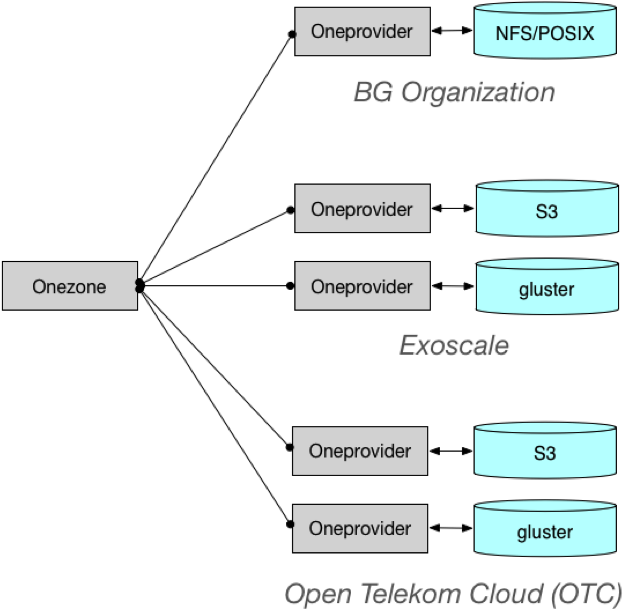 Oneprovider
NFS/POSIX
BG Organization
Oneprovider
S3
Onezone
Oneprovider
gluster
Exoscale
Oneprovider
S3
Oneprovider
gluster
Open Telekom Cloud (OTC)